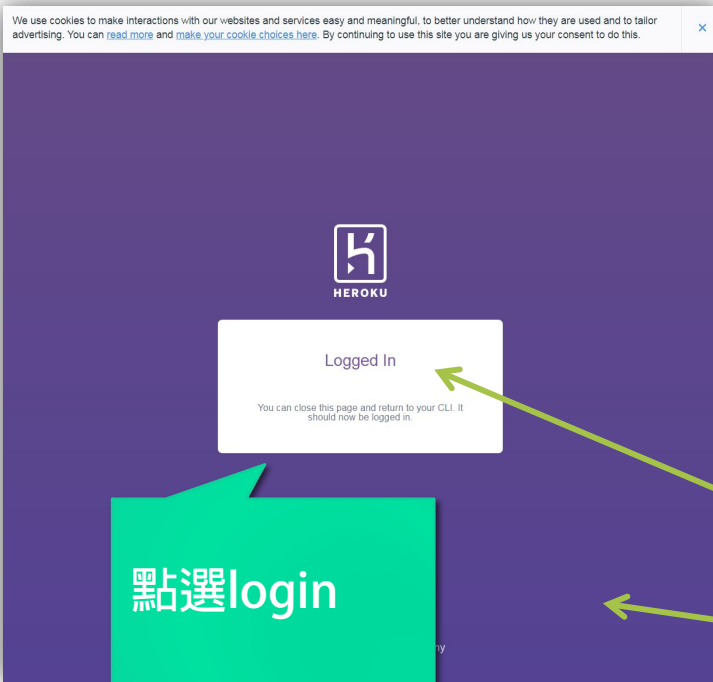 We use cookies to make interactions with our websites and services easy and meaningful, to better understand how they are used and to tailor
advertising. You can read more and make your cookie choices here. By continuing to use this site you are giving us your consent to do this.
×
HEROKU
Logged In
You can close this page and return to your CLI. It
should now be logged in.
點選login